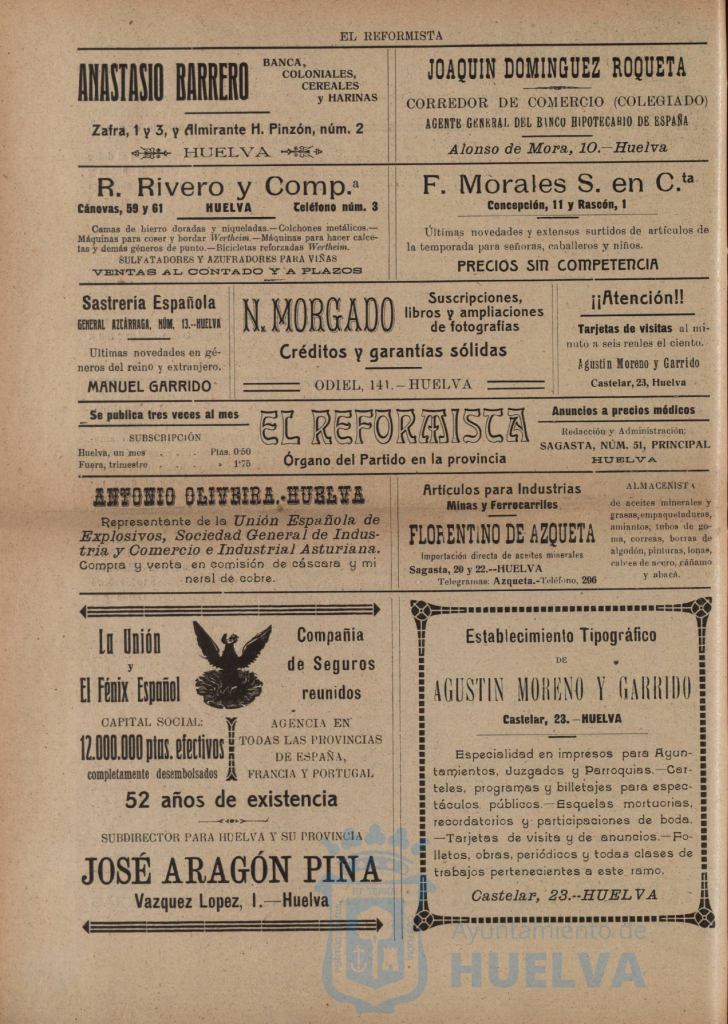 EL REFORMISTA
ANASTASIO BARRERO
BANCA,
COLONIALES,
CEREALES
y HARINAS
Zafra, 1 y 3, y Almirante H. Pinzón, núm. 2
HUELVA
JOAQUIN DOMINGUEZ ROQUETA
CORREDOR DE COMERCIO (COLEGIADO)
AGENTE GENERAL DEL BANCO HIPOTECARIO DE ESPAÑA
Alonso de Mora, 10.—Huelva
R. Rivero y Comp.ª
Cánovas, 59 y 61 HUELVA Teléfono núm. 3
Camas de hierro doradas y niqueladas.—Colchones metálicos.—
Máquinas para coser y bordar Wertheim.—Máquinas para hacer calce-
tas y demás géneros de punto.—Bicicletas reforzadas Wertheim.
SULFATADORES Y AZUFRADORES PARA VIÑAS
VENTAS AL CONTADO Y A PLAZOS
F. Morales S. en C.ta
Concepción, 11 y Rascón, 1
Últimas novedades y extensos surtidos de artículos de
la temporada para señoras, caballeros y niños.
PRECIOS SIN COMPETENCIA
Sastrería Española
GENERAL AZCÁRRAGA, NÚM. 13.—HUELVA
Ultimas novedades en gé-
neros del reino y extranjero.
MANUEL GARRIDO
N. MORGADO
Suscripciones,
libros y ampliaciones
de fotografías
Créditos y garantías sólidas
ODIEL, 141.—HUELVA
¡¡Atención!!
Tarjetas de visitas al mi-
nuto a seis reales el ciento.
Agustín Moreno y Garrido
Castelar, 23, Huelva
Se publica tres veces al mes
SUBSCRIPCIÓN
Huelva, un mes . . . Ptas. 0'50
Fuera, trimestre . . . » 1'75
EL REFORMISTA
Órgano del Partido en la provincia
Anuncios a precios módicos
Redacción y Administración:
SAGASTA, NÚM. 51, PRINCIPAL
HUELVA
ANTONIO OLIVEIRA.-HUELVA
Representante de la Unión Española de
Explosivos, Sociedad General de Indus-
tria y Comercio e Industrial Asturiana.
Compra y venta en comisión de cáscara y mi
neral de cobre.
Artículos para Industrias
Minas y Ferrocarriles
FLORENTINO DE AZQUETA
Importación directa de aceites minerales
Sagasta, 20 y 22.--HUELVA
Telegramas: Azqueta.-Teléfono, 296
ALMACENISTA
de aceites minerales y
grasas, empaquetaduras,
amiantos, tubos de go-
ma, correas, borras de
algodón, pinturas, lonas,
cables de acero, cáñamo
y abacá.
La Unión
y
El Fénix Español
Compañia
de Seguros
reunidos
CAPITAL SOCIAL:
12.000.000 ptas. efectivos
completamente desembolsados
AGENCIA EN
TODAS LAS PROVINCIAS
DE ESPAÑA,
FRANCIA Y PORTUGAL
52 años de existencia
SUBDIRECTOR PARA HUELVA Y SU PROVINCIA
JOSÉ ARAGÓN PINA
Vazquez Lopez, 1.—Huelva
Establecimiento Tipográfico
DE
AGUSTIN MORENO Y GARRIDO
Castelar, 23.—HUELVA
Especialidad en impresos para Ayun-
tamientos, Juzgados y Parroquias.—Car-
teles, programas y billetajes para espec-
táculos públicos.—Esquelas mortuorias,
recordatorios y participaciones de boda.
—Tarjetas de visita y de anuncios.—Fo-
lletos, obras, periódicos y todas clases de
trabajos pertenecientes a este ramo.
Castelar, 23.—HUELVA
Ayuntamiento de
HUELVA